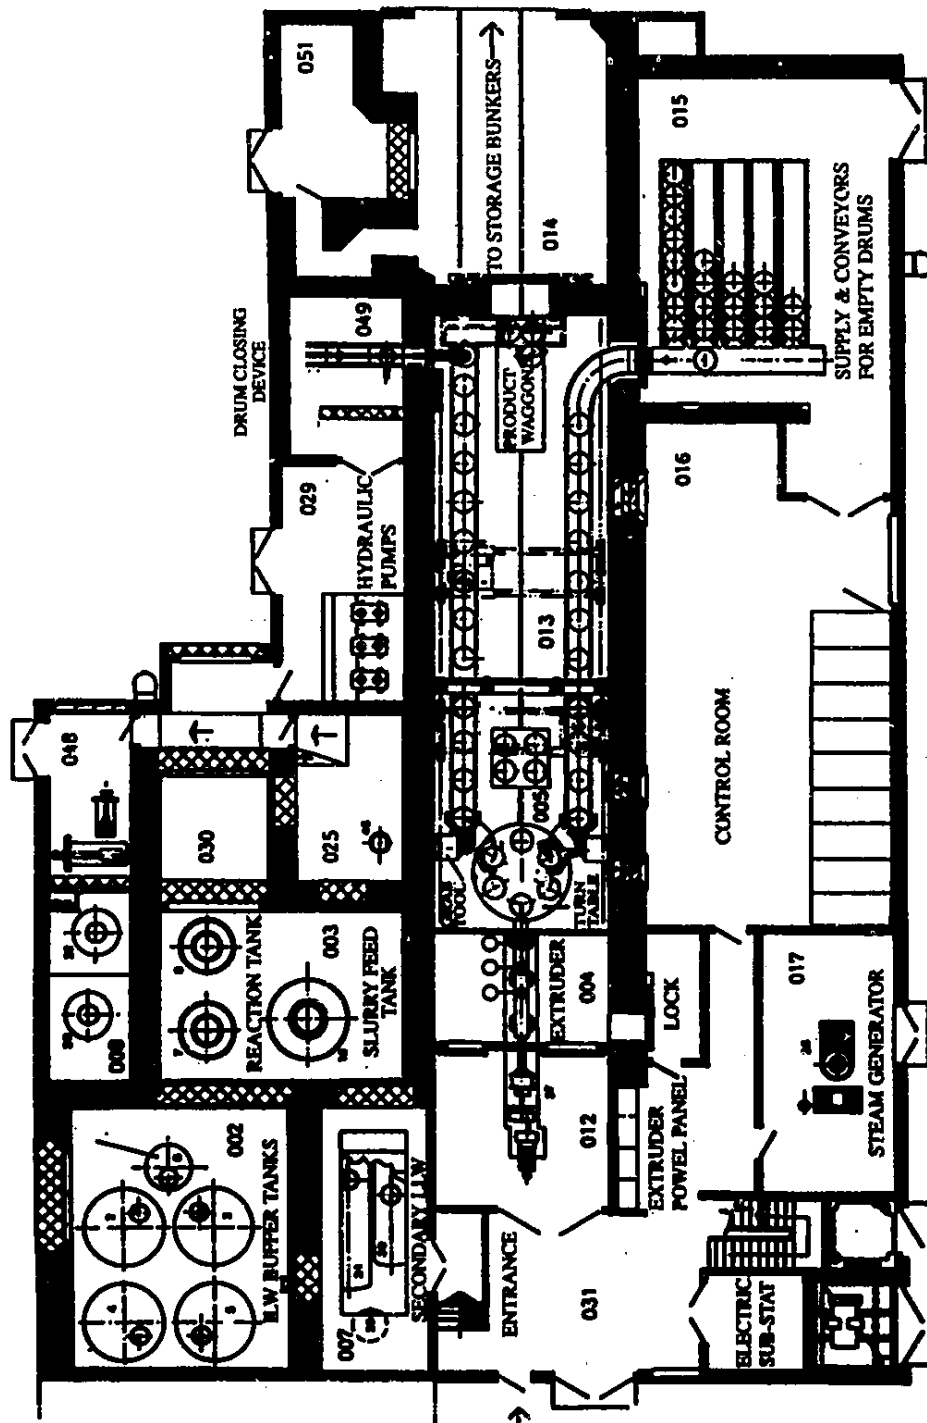 051
TO STORAGE BUNKERS
014
015
SUPPLY & CONVEYORS
FOR EMPTY DRUMS
DRUM CLOSING
DEVICE
049
PRODUCT
WAGGON
029
HYDRAULIC
PUMPS
013
016
CONTROL ROOM
048
030
025
005
TOOL
TURN
TABLE
REACTION TANK
003
SLURRY FEED
TANK
EXTRUDER
004
LOCK
017
STEAM GENERATOR
008
002
ILW BUFFER TANKS
007
SECONDARY LLW
012
EXTRUDER
POWEL PANEL
ENTRANCE
031
ELECTRIC
SUB-STAT